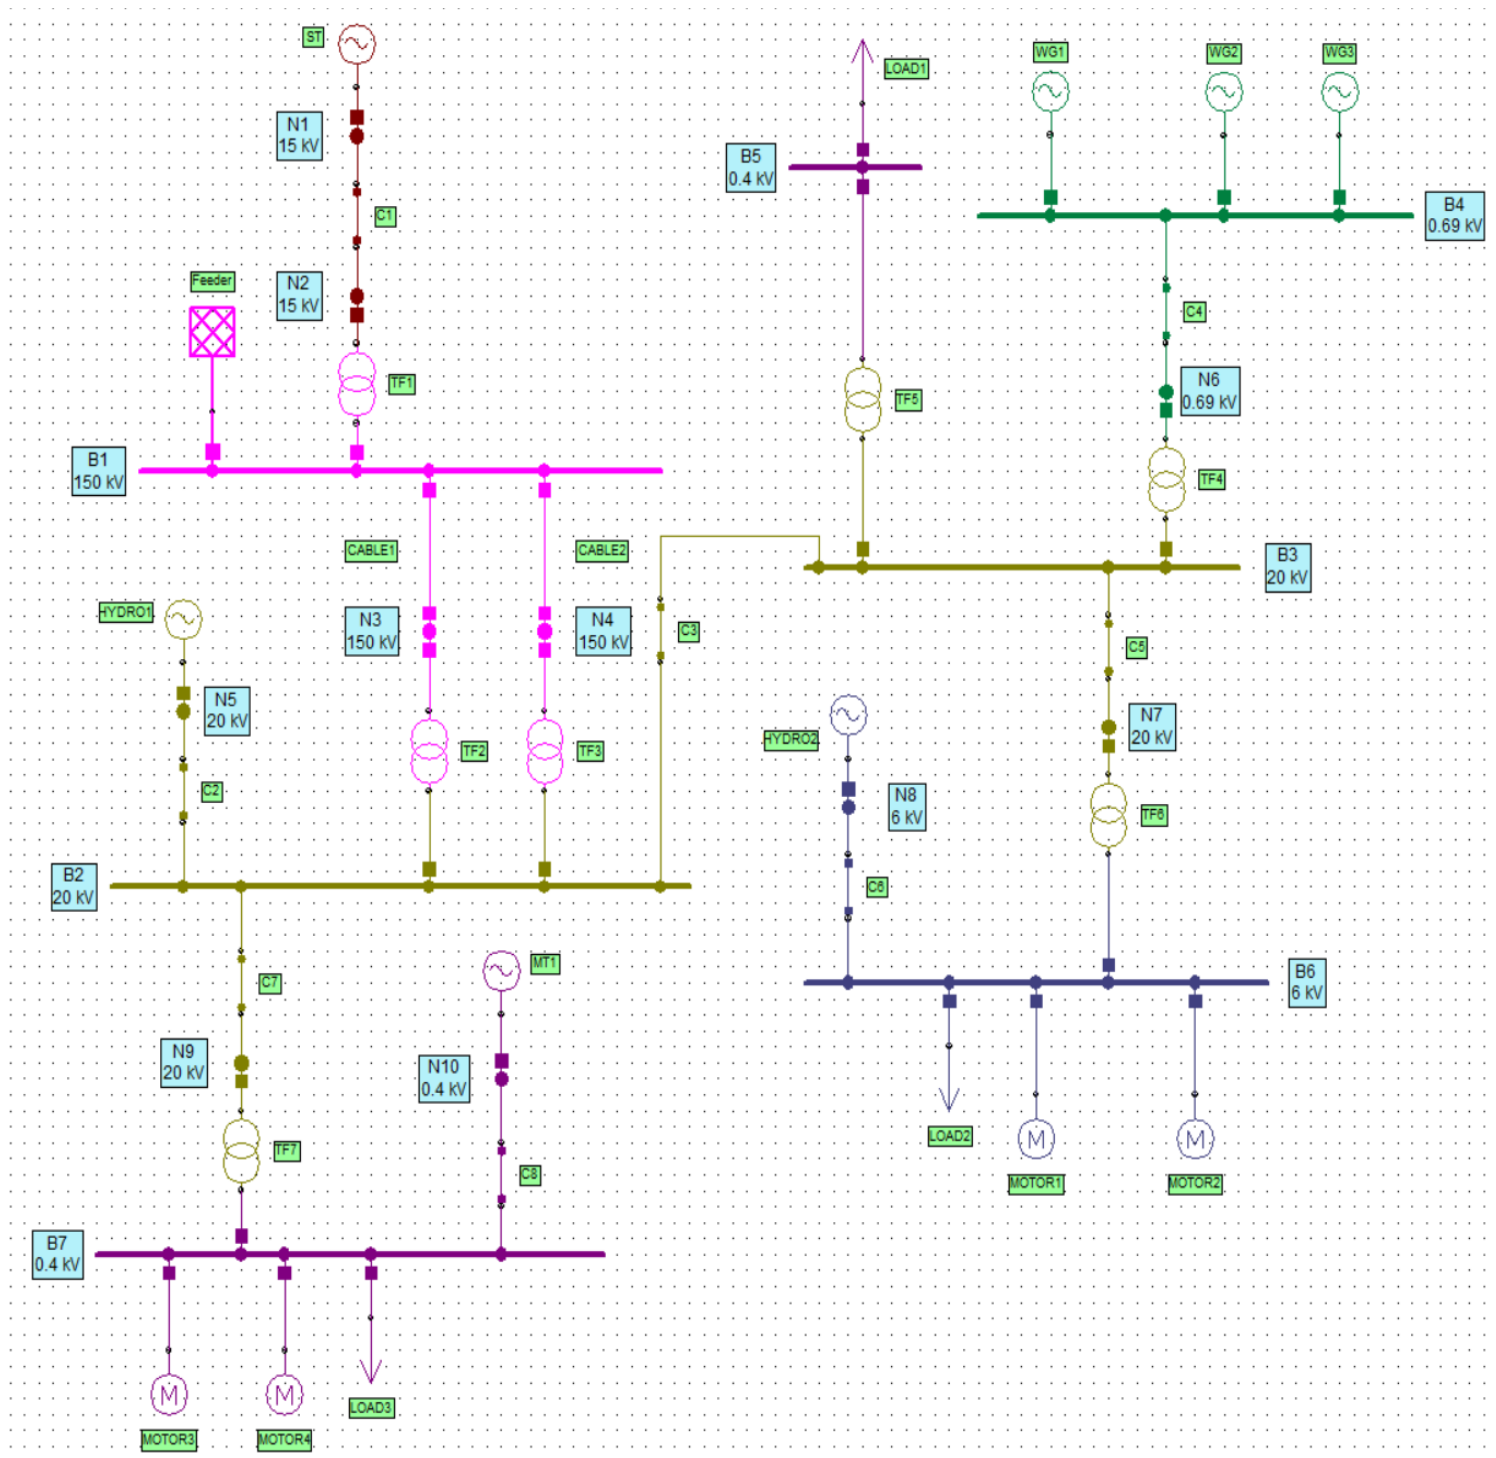 ST
LOAD1
WG1
WG2
WG3
N1
15 kV
B5
0.4 kV
B4
0.69 kV
C1
Feeder
N2
15 kV
C4
TF1
N6
0.69 kV
TF5
B1
150 kV
TF4
CABLE1
CABLE2
B3
20 kV
HYDRO1
N3
150 kV
N4
150 kV
C3
C5
N5
20 kV
N7
20 kV
HYDRO2
TF2
TF3
C2
N8
6 kV
TF6
B2
20 kV
C6
C7
MT1
B6
6 kV
N9
20 kV
N10
0.4 kV
TF7
LOAD2
C8
MOTOR1
MOTOR2
M
M
B7
0.4 kV
M
M
LOAD3
MOTOR3
MOTOR4